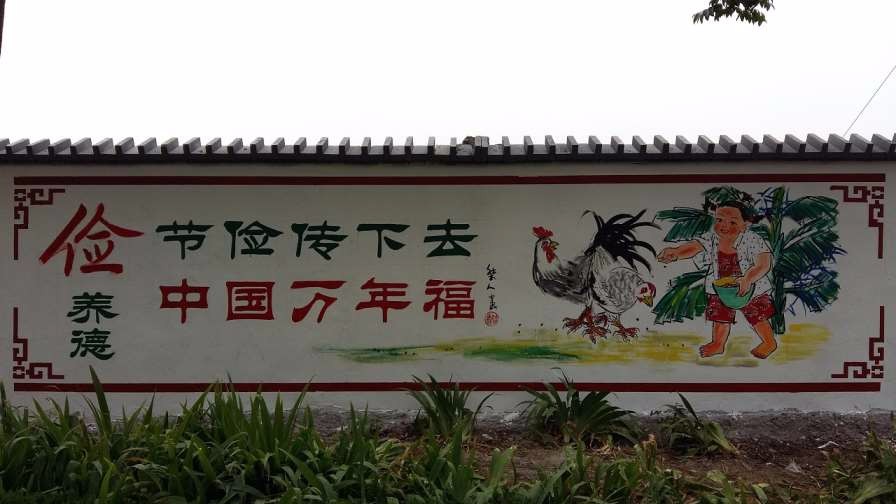 俭
养德
节俭传下去
中国万年福